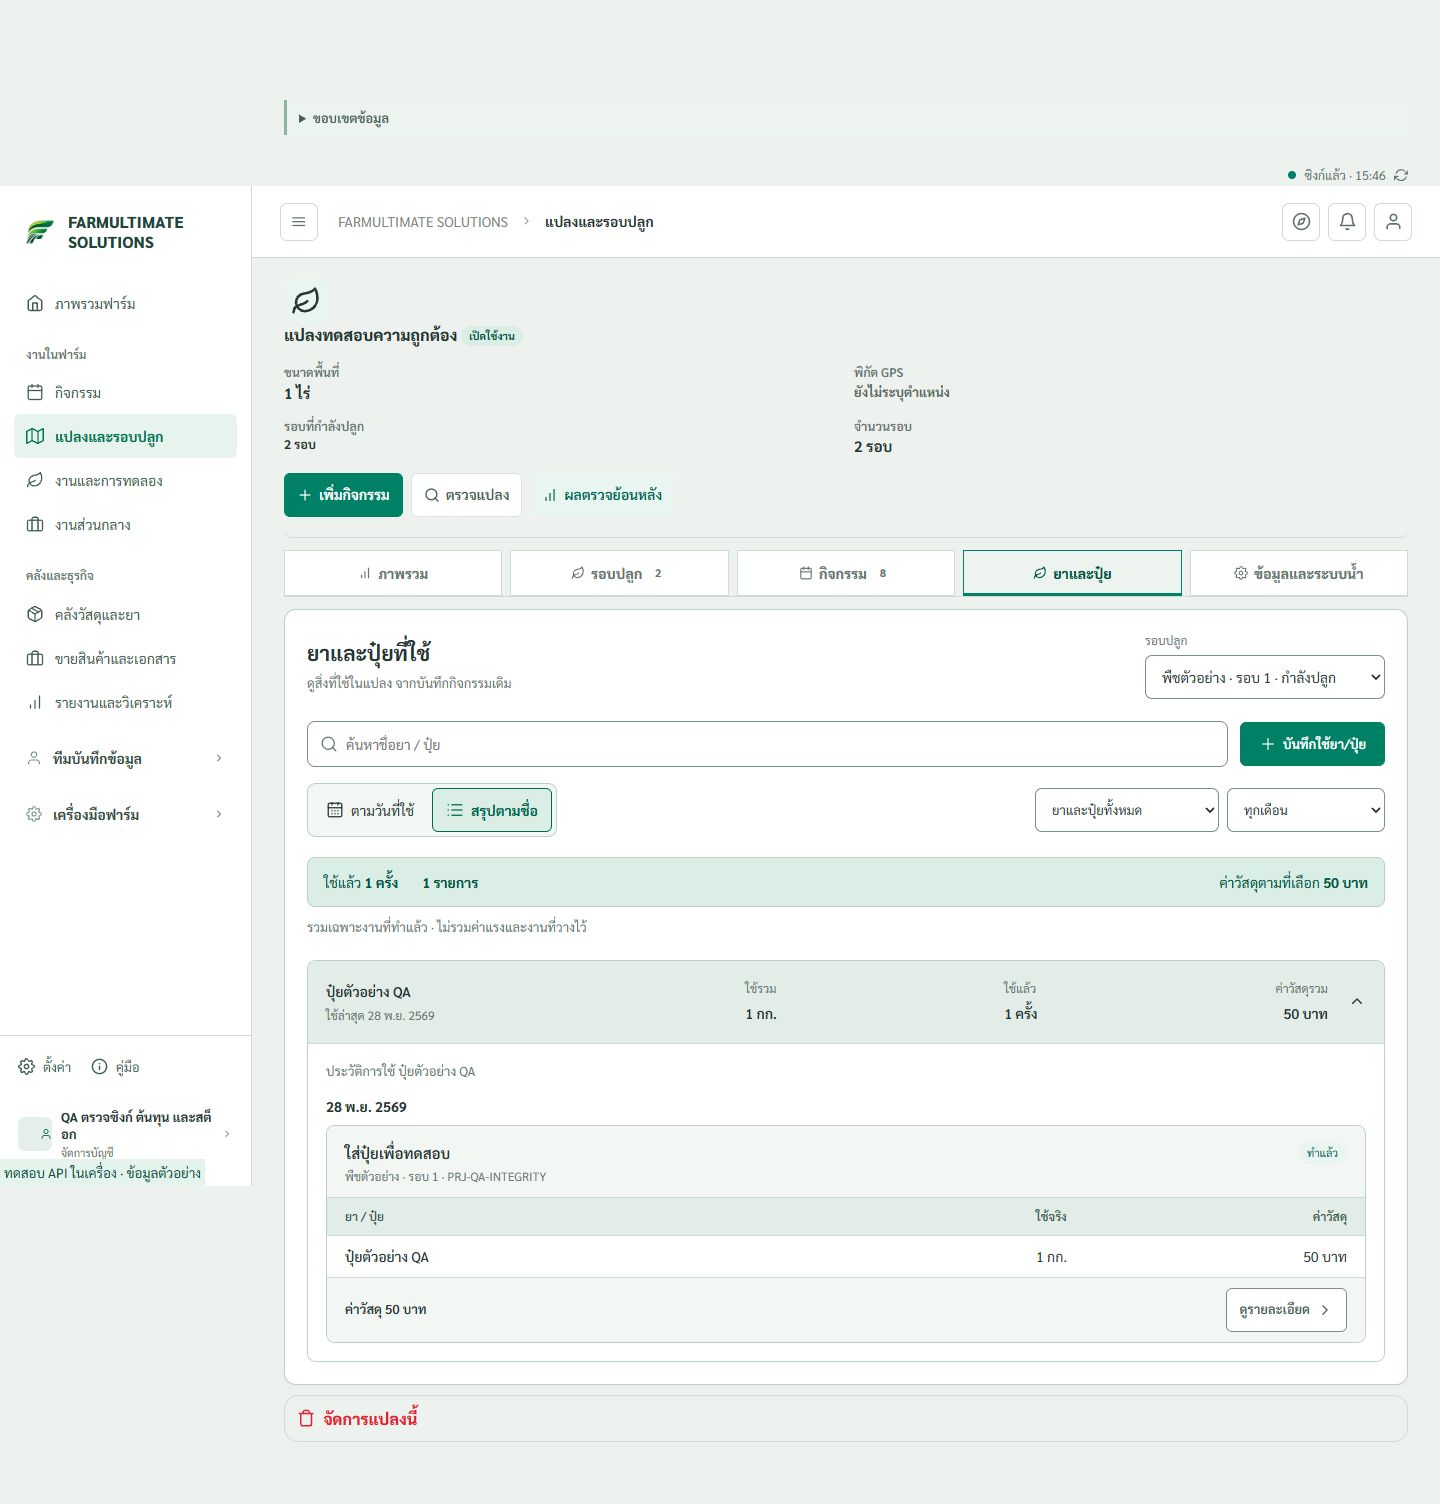 ขอบเขตข้อมูล
ซิงก์แล้ว · 15:46
FARMULTIMATE
SOLUTIONS
FARMULTIMATE SOLUTIONS
แปลงและรอบปลูก
ภาพรวมฟาร์ม
งานในฟาร์ม
กิจกรรม
แปลงและรอบปลูก
งานและการทดลอง
งานส่วนกลาง
คลังและธุรกิจ
คลังวัสดุและยา
ขายสินค้าและเอกสาร
รายงานและวิเคราะห์
ทีมบันทึกข้อมูล
เครื่องมือฟาร์ม
ตั้งค่า
คู่มือ
QA ตรวจซิงก์ ต้นทุน และสต็
อก
จัดการบัญชี
ทดสอบ API ในเครื่อง · ข้อมูลตัวอย่าง
แปลงทดสอบความถูกต้อง เปิดใช้งาน
ขนาดพื้นที่
1 ไร่
พิกัด GPS
ยังไม่ระบุตำแหน่ง
รอบที่กำลังปลูก
2 รอบ
จำนวนรอบ
2 รอบ
เพิ่มกิจกรรม
ตรวจแปลง
ผลตรวจย้อนหลัง
ภาพรวม
รอบปลูก 2
กิจกรรม 8
ยาและปุ๋ย
ข้อมูลและระบบน้ำ
ยาและปุ๋ยที่ใช้
ดูสิ่งที่ใช้ในแปลง จากบันทึกกิจกรรมเดิม
รอบปลูก
พืชตัวอย่าง · รอบ 1 · กำลังปลูก
ค้นหาชื่อยา / ปุ๋ย
บันทึกใช้ยา/ปุ๋ย
ตามวันที่ใช้
สรุปตามชื่อ
ยาและปุ๋ยทั้งหมด
ทุกเดือน
ใช้แล้ว 1 ครั้ง 1 รายการ
ค่าวัสดุตามที่เลือก 50 บาท
รวมเฉพาะงานที่ทำแล้ว · ไม่รวมค่าแรงและงานที่วางไว้
ปุ๋ยตัวอย่าง QA
ใช้ล่าสุด 28 พ.ย. 2569
ใช้รวม
1 กก.
ใช้แล้ว
1 ครั้ง
ค่าวัสดุรวม
50 บาท
ประวัติการใช้ ปุ๋ยตัวอย่าง QA
28 พ.ย. 2569
ใส่ปุ๋ยเพื่อทดสอบ
ทำแล้ว
พืชตัวอย่าง · รอบ 1 · PRJ-QA-INTEGRITY
ยา / ปุ๋ย ใช้จริง ค่าวัสดุ
ปุ๋ยตัวอย่าง QA 1 กก. 50 บาท
ค่าวัสดุ 50 บาท
ดูรายละเอียด
จัดการแปลงนี้